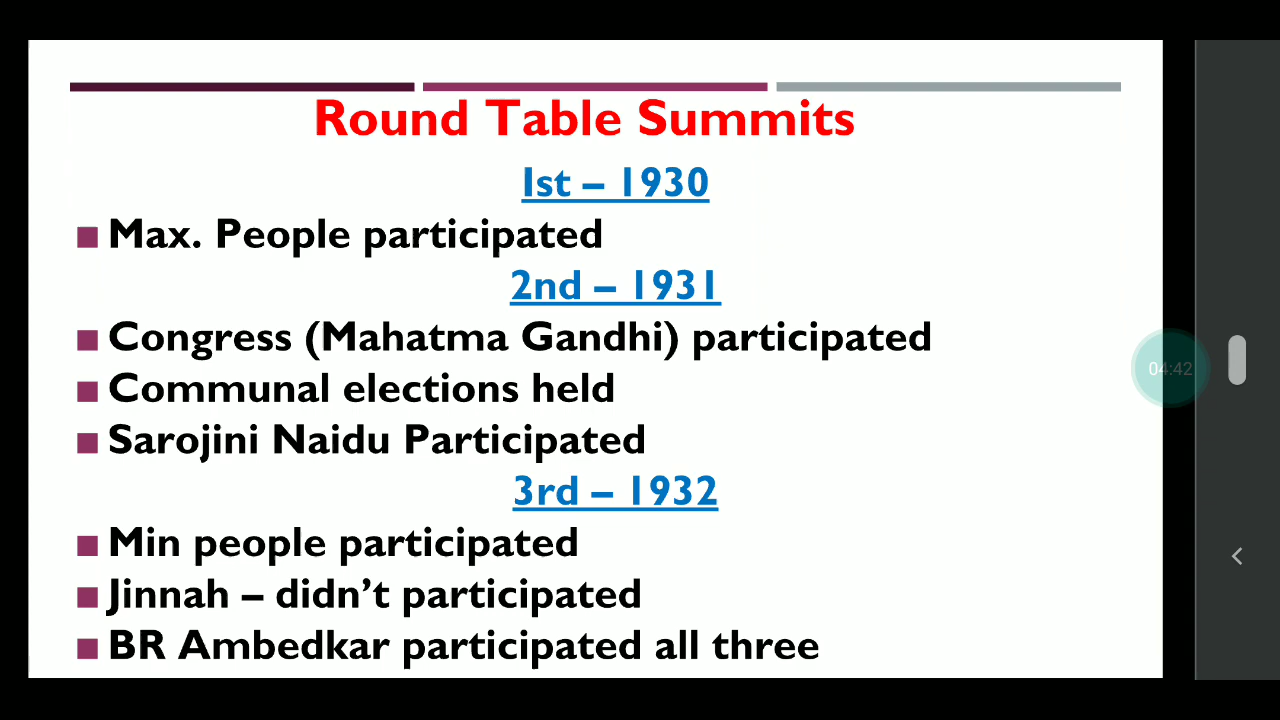 Round Table Summits
1st – 1930
Max. People participated
2nd – 1931
Congress (Mahatma Gandhi) participated
Communal elections held
04:42
Sarojini Naidu Participated
3rd – 1932
Min people participated
Jinnah – didn’t participated
BR Ambedkar participated all three